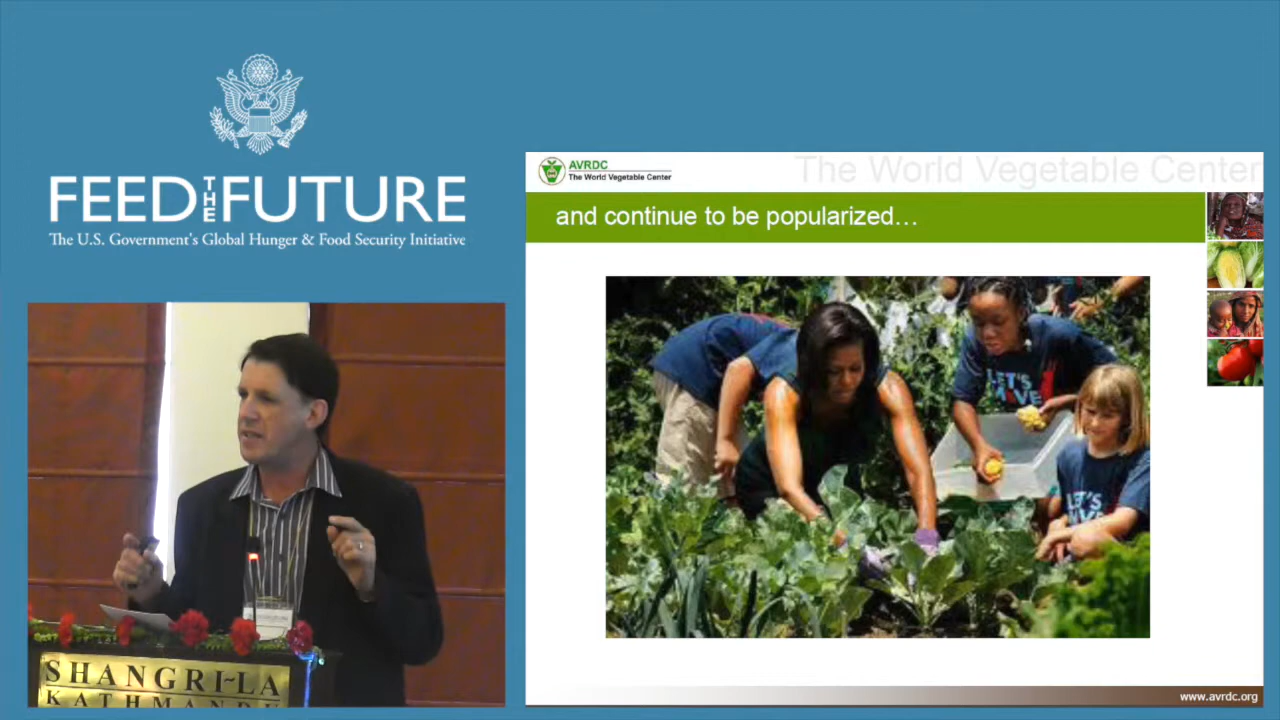 FEED THE FUTURE
The U.S. Government's Global Hunger & Food Security Initiative
AVRDC
The World Vegetable Center
The World Vegetable Center
and continue to be popularized…
LET'S
MOVE
LET'S
MOVE
SHANGRI~LA
KATHMANDU
www.avrdc.org